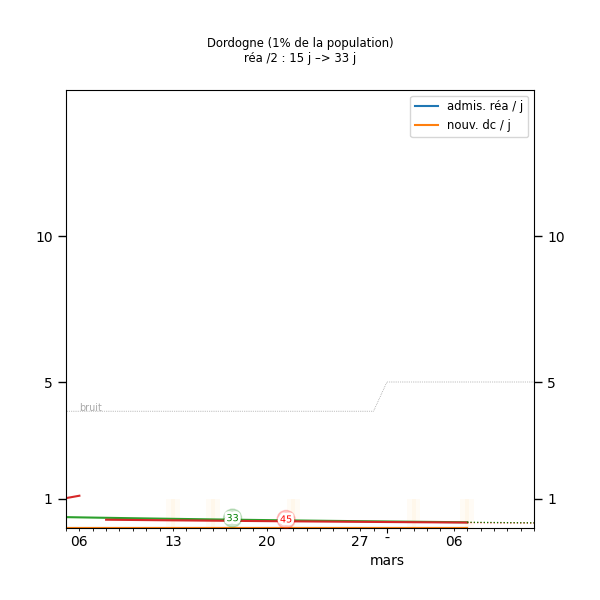 Dordogne (1% de la population)
réa /2 : 15 j –> 33 j
admis. réa / j
nouv. dc / j
10 10
5 5
bruit
1 1
33 45
06 13 20 27 - 06
mars